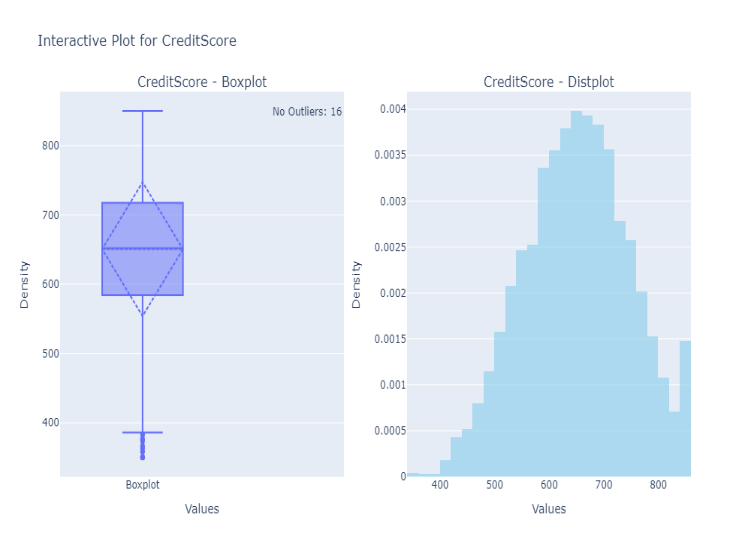 Interactive Plot for CreditScore
CreditScore - Boxplot
No Outliers: 16
800
700
600
500
400
Density
Boxplot
Values
CreditScore - Distplot
0.004
0.0035
0.003
0.0025
0.002
0.0015
0.001
0.0005
0
Density
400 500 600 700 800
Values